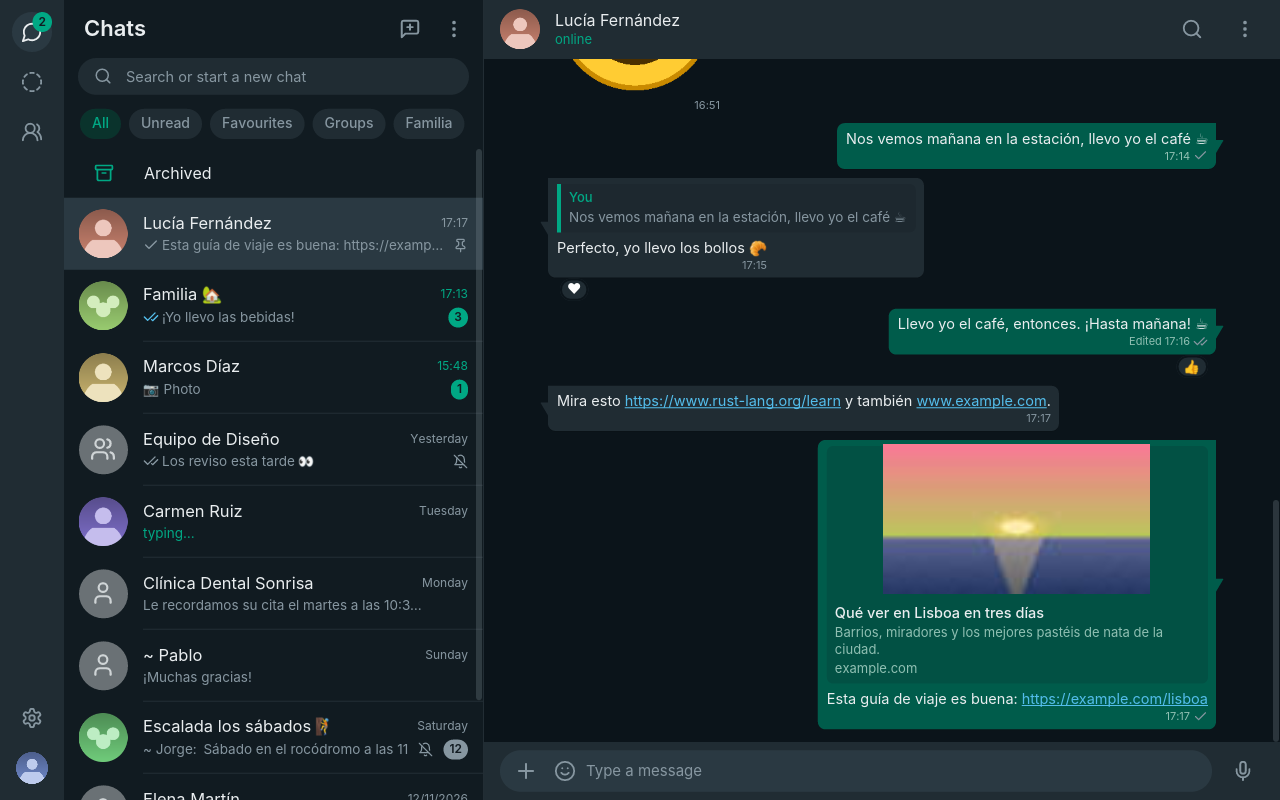 2
Chats
Search or start a new chat
All
Unread
Favourites
Groups
Familia
Archived
Lucía Fernández
17:17
Esta guía de viaje es buena: https://examp...
Familia 🏡
17:13
¡Yo llevo las bebidas!
3
Marcos Díaz
15:48
📷 Photo
1
Equipo de Diseño
Yesterday
Los reviso esta tarde 👀
Carmen Ruiz
Tuesday
typing...
Clínica Dental Sonrisa
Monday
Le recordamos su cita el martes a las 10:3...
~ Pablo
Sunday
¡Muchas gracias!
Escalada los sábados 🧗
Saturday
~ Jorge: Sábado en el rocódromo a las 11
12
Elena Martín
12/11/2026
Lucía Fernández
online
16:51
Nos vemos mañana en la estación, llevo yo el café ☕
17:14
You
Nos vemos mañana en la estación, llevo yo el café ☕
Perfecto, yo llevo los bollos 🥐
17:15
Llevo yo el café, entonces. ¡Hasta mañana! ☕
Edited 17:16
Mira esto https://www.rust-lang.org/learn y también www.example.com.
17:17
Qué ver en Lisboa en tres días
Barrios, miradores y los mejores pastéis de nata de la
ciudad.
example.com
Esta guía de viaje es buena: https://example.com/lisboa
17:17
Type a message